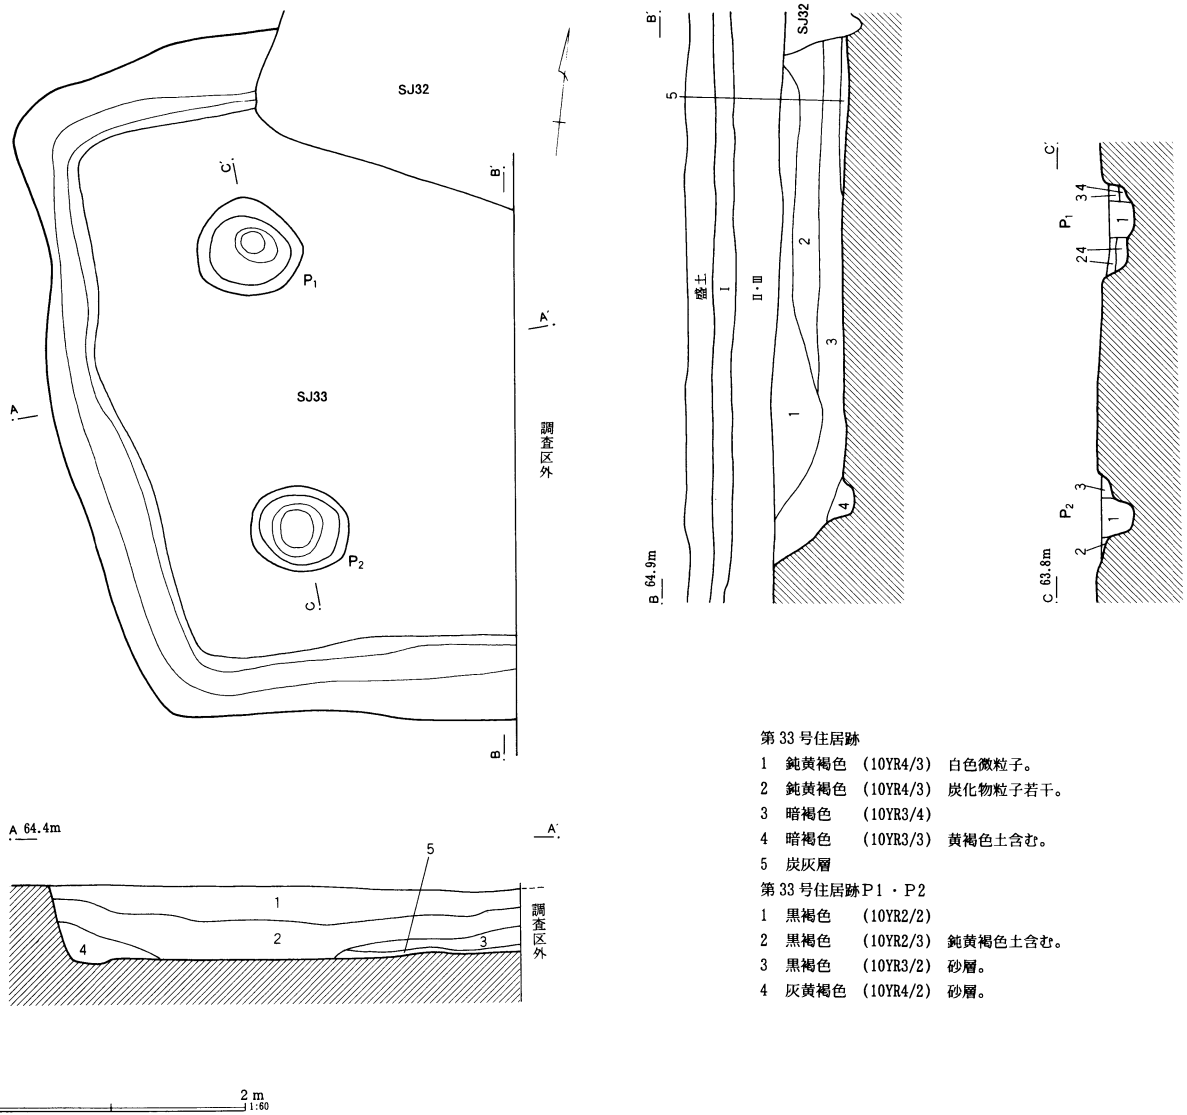 SJ32
C'
B'
P1
A'
SJ33
A
調査区外
P2
C
B
B'
SJ32
5
2
盛土
I
II・III
3
1
4
B 64.9m
C'
3 4
P1
1
2 4
3
P2
1
2
C 63.8m
A 64.4m
A'
5
1
2
3
4
調査区外
第33号住居跡
1 鈍黄褐色 (10YR4/3) 白色微粒子。
2 鈍黄褐色 (10YR4/3) 炭化物粒子若干。
3 暗褐色 (10YR3/4)
4 暗褐色 (10YR3/3) 黄褐色土含む。
5 炭灰層
第33号住居跡P1・P2
1 黒褐色 (10YR2/2)
2 黒褐色 (10YR2/3) 鈍黄褐色土含む。
3 黒褐色 (10YR3/2) 砂層。
4 灰黄褐色 (10YR4/2) 砂層。
2 m
1:60